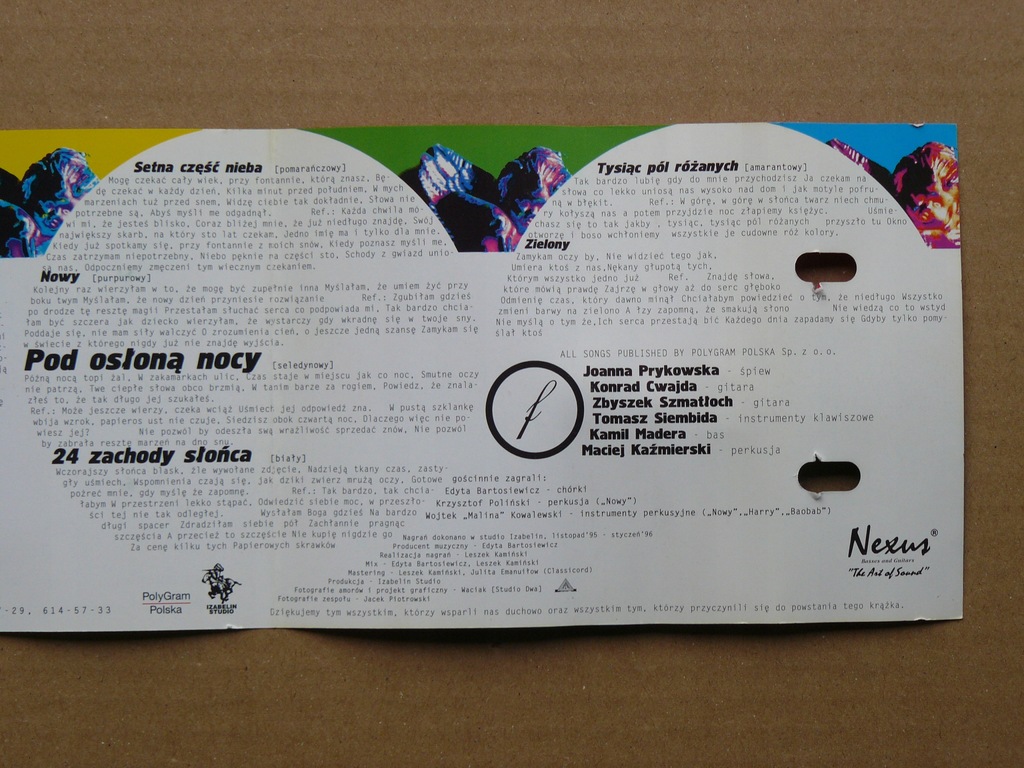 Setna część nieba [pomarańczowy]
Mogę czekać cały wiek, przy fontannie, którą znasz, Bę-
dę czekać w każdy dzień, Kilka minut przed południem, W mych
marzeniach tuż przed snem, Widzę ciebie tak dokładnie, Słowa nie
potrzebne są, Abyś myśli me odgadnął. Ref.: Każda chwila mó-
wi mi, że jesteś blisko, Coraz bliżej mnie, że już niedługo znajdę, Swój
największy skarb, na który sto lat czekam, Jedno imię ma i tylko dla mnie.
Kiedy już spotkamy się, przy fontannie z moich snów, Kiedy poznasz myśli me,
Czas zatrzymam niepotrzebny, Niebo pęknie na części sto, Schody z gwiazd unio-
są nas, Odpoczniemy zmęczeni tym wiecznym czekaniem.
Nowy [purpurowy]
Kolejny raz wierzyłam w to, że mogę być zupełnie inna Myślałam, że umiem żyć przy
boku twym Myślałam, że nowy dzień przyniesie rozwiązanie Ref.: Zgubiłam gdzieś
po drodze tę resztę magii Przestałam słuchać serca co podpowiada mi, Tak bardzo chcia-
łam być szczera jak dziecko wierzyłam, że wystarczy gdy wkradnę się w twoje sny.
Poddaję się, nie mam siły walczyć O zrozumienia cień, o jeszcze jedną szansę Zamykam się
w świecie z którego nigdy już nie znajdę wyjścia.
Pod osłoną nocy [seledynowy]
Późną nocą topi żal, W zakamarkach ulic, Czas staje w miejscu jak co noc, Smutne oczy
nie patrzą, Twe ciepłe słowa obco brzmią, W tanim barze za rogiem, Powiedz, że znala-
złeś to, że tak długo jej szukałeś.
Ref.: Może jeszcze wierzy, czeka wciąż Uśmiech jej odpowiedź zna. W pustą szklankę
wbija wzrok, papieros ust nie czuje, Siedzisz obok czwartą noc, Dlaczego więc nie po-
wiesz jej? Nie pozwól by odeszła swą wrażliwość sprzedać znów, Nie pozwól
by zabrała resztę marzeń na dno snu.
24 zachody słońca [biały]
Wczorajszy słońca blask, źle wywołane zdjęcie, Nadzieją tkany czas, zasty-
gły uśmiech, Wspomnienia czają się, jak dziki zwierz mrużą oczy, Gotowe
pożreć mnie, gdy myślę że zapomnę. Ref.: Tak bardzo, tak chcia-
łabym W przestrzeni lekko stąpać, Odwiedzić siebie moc, w przeszło-
ści tej nie tak odległej. Wysłałam Boga gdzieś Na bardzo
długi spacer Zdradziłam siebie pół Zachłannie pragnąc
szczęścia A przecież to szczęście Nie kupię nigdzie go
Za cenę kilku tych Papierowych skrawków
-29, 614-57-33
PolyGram
Polska
IZABELIN
STUDIO
Tysiąc pól różanych [amarantowy]
Tak bardzo lubię gdy do mnie przychodzisz Ja czekam na
słowa co lekko uniosą nas wysoko nad dom i jak motyle pofru-
ną w błękit. Ref.: W górę, w górę w słońca twarz niech chmu-
ry kołyszą nas a potem przyjdzie noc złapiemy księżyc. Uśmie-
chasz się to tak jakby , tysiąc, tysiąc pól różanych przyszło tu Okno
otworzę i boso wchłoniemy wszystkie je cudowne róż kolory.
Zielony
Zamykam oczy by, Nie widzieć tego jak,
Umiera ktoś z nas,Nękany głupotą tych,
Którym wszystko jedno już Ref. Znajdę słowa,
które mówią prawdę Zajrzę w głowy aż do serc głęboko
Odmienię czas, który dawno minął Chciałabym powiedzieć o tym, że niedługo Wszystko
zmieni barwy na zielono A łzy zapomną, że smakują słono Nie wiedzą co to wstyd
Nie myślą o tym że,Ich serca przestają bić Każdego dnia zapadamy się Gdyby tylko pomy-
ślał ktoś
ALL SONGS PUBLISHED BY POLYGRAM POLSKA Sp. z o.o.
f
Joanna Prykowska - śpiew
Konrad Cwajda - gitara
Zbyszek Szmatłoch - gitara
Tomasz Siembida - instrumenty klawiszowe
Kamil Madera - bas
Maciej Kaźmierski - perkusja
gościnnie zagrali:
Edyta Bartosiewicz - chórki
Krzysztof Poliński - perkusja („Nowy”)
Wojtek „Malina” Kowalewski - instrumenty perkusyjne („Nowy”,„Harry”,„Baobab”)
Nagrań dokonano w studio Izabelin, listopad'95 - styczeń'96
Producent muzyczny - Edyta Bartosiewicz
Realizacja nagrań - Leszek Kamiński
Mix - Edyta Bartosiewicz, Leszek Kamiński
Mastering - Leszek Kamiński, Julita Emanuiłow (Classicord)
Produkcja - Izabelin Studio
Fotografie amorów i projekt graficzny - Waciak [Studio Dwa]
Fotografie zespołu - Jacek Piotrowski
Dziękujemy tym wszystkim, którzy wsparli nas duchowo oraz wszystkim tym, którzy przyczynili się do powstania tego krążka.
Nexus®
Basses and Guitars
"The Art of Sound"